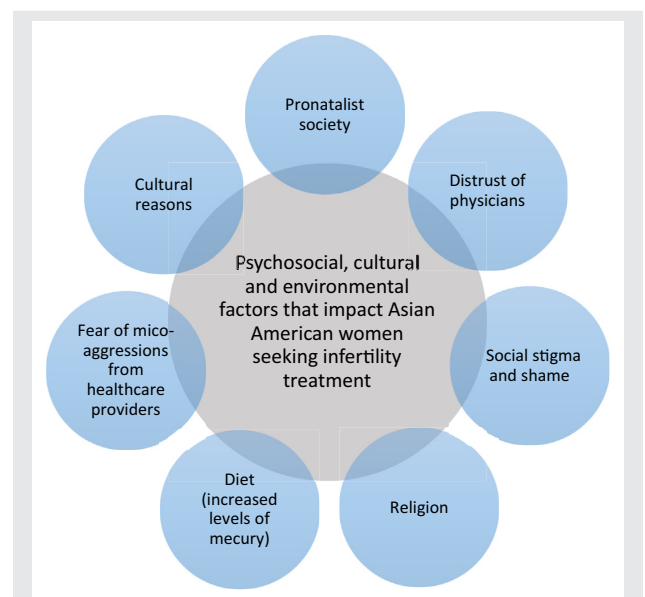 Pronatalist
society
Distrust of
physicians
Social stigma
and shame
Religion
Diet
(increased
levels of
mecury)
Fear of mico-
aggressions
from
healthcare
providers
Cultural
reasons
Psychosocial, cultural
and environmental
factors that impact Asian
American women
seeking infertility
treatment